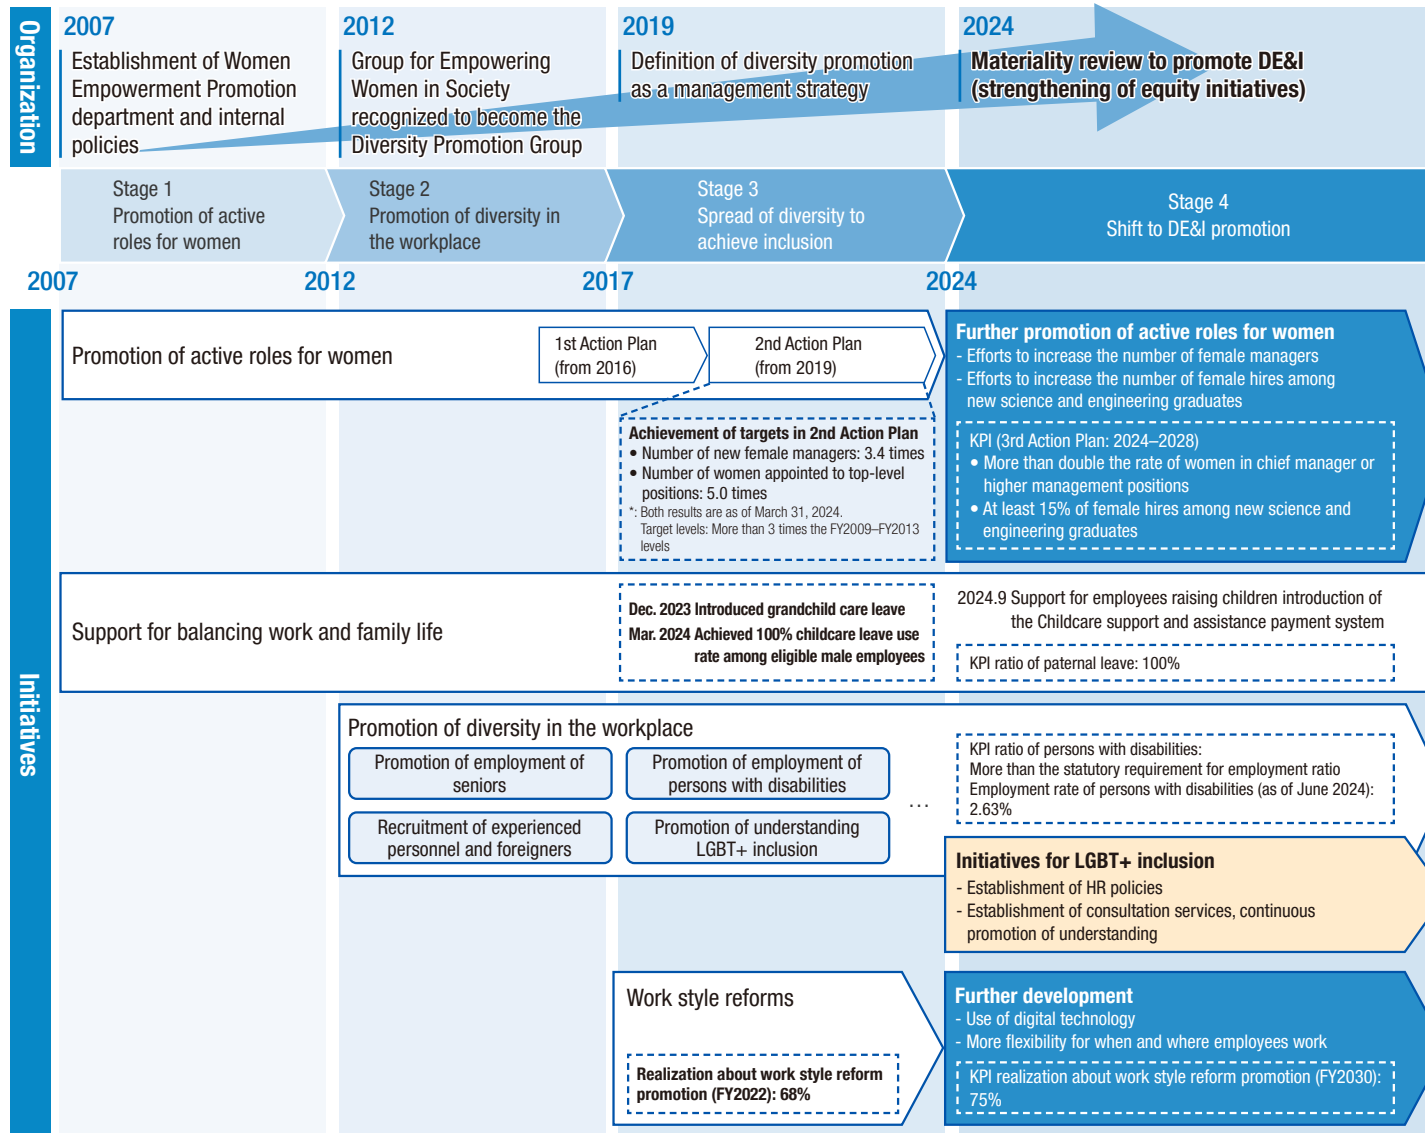 Organization
2007
Establishment of Women
Empowerment Promotion
department and internal
policies
2012
Group for Empowering
Women in Society
recognized to become the
Diversity Promotion Group
2019
Definition of diversity promotion
as a management strategy
2024
Materiality review to promote DE&I
(strengthening of equity initiatives)
Stage 1
Promotion of active
roles for women
Stage 2
Promotion of diversity in
the workplace
Stage 3
Spread of diversity to
achieve inclusion
Stage 4
Shift to DE&I promotion
2007
2012
2017
2024
Initiatives
Promotion of active roles for women
1st Action Plan
(from 2016)
2nd Action Plan
(from 2019)
Achievement of targets in 2nd Action Plan
• Number of new female managers: 3.4 times
• Number of women appointed to top-level
positions: 5.0 times
*: Both results are as of March 31, 2024.
Target levels: More than 3 times the FY2009–FY2013
levels
Further promotion of active roles for women
- Efforts to increase the number of female managers
- Efforts to increase the number of female hires among
new science and engineering graduates
KPI (3rd Action Plan: 2024–2028)
• More than double the rate of women in chief manager or
higher management positions
• At least 15% of female hires among new science and
engineering graduates
Support for balancing work and family life
Dec. 2023 Introduced grandchild care leave
Mar. 2024 Achieved 100% childcare leave use
rate among eligible male employees
2024.9 Support for employees raising children introduction of
the Childcare support and assistance payment system
KPI ratio of paternal leave: 100%
Promotion of diversity in the workplace
Promotion of employment of
seniors
Promotion of employment of
persons with disabilities
Recruitment of experienced
personnel and foreigners
Promotion of understanding
LGBT+ inclusion
…
KPI ratio of persons with disabilities:
More than the statutory requirement for employment ratio
Employment rate of persons with disabilities (as of June 2024):
2.63%
Initiatives for LGBT+ inclusion
- Establishment of HR policies
- Establishment of consultation services, continuous
promotion of understanding
Work style reforms
Realization about work style reform
promotion (FY2022): 68%
Further development
- Use of digital technology
- More flexibility for when and where employees work
KPI realization about work style reform promotion (FY2030):
75%